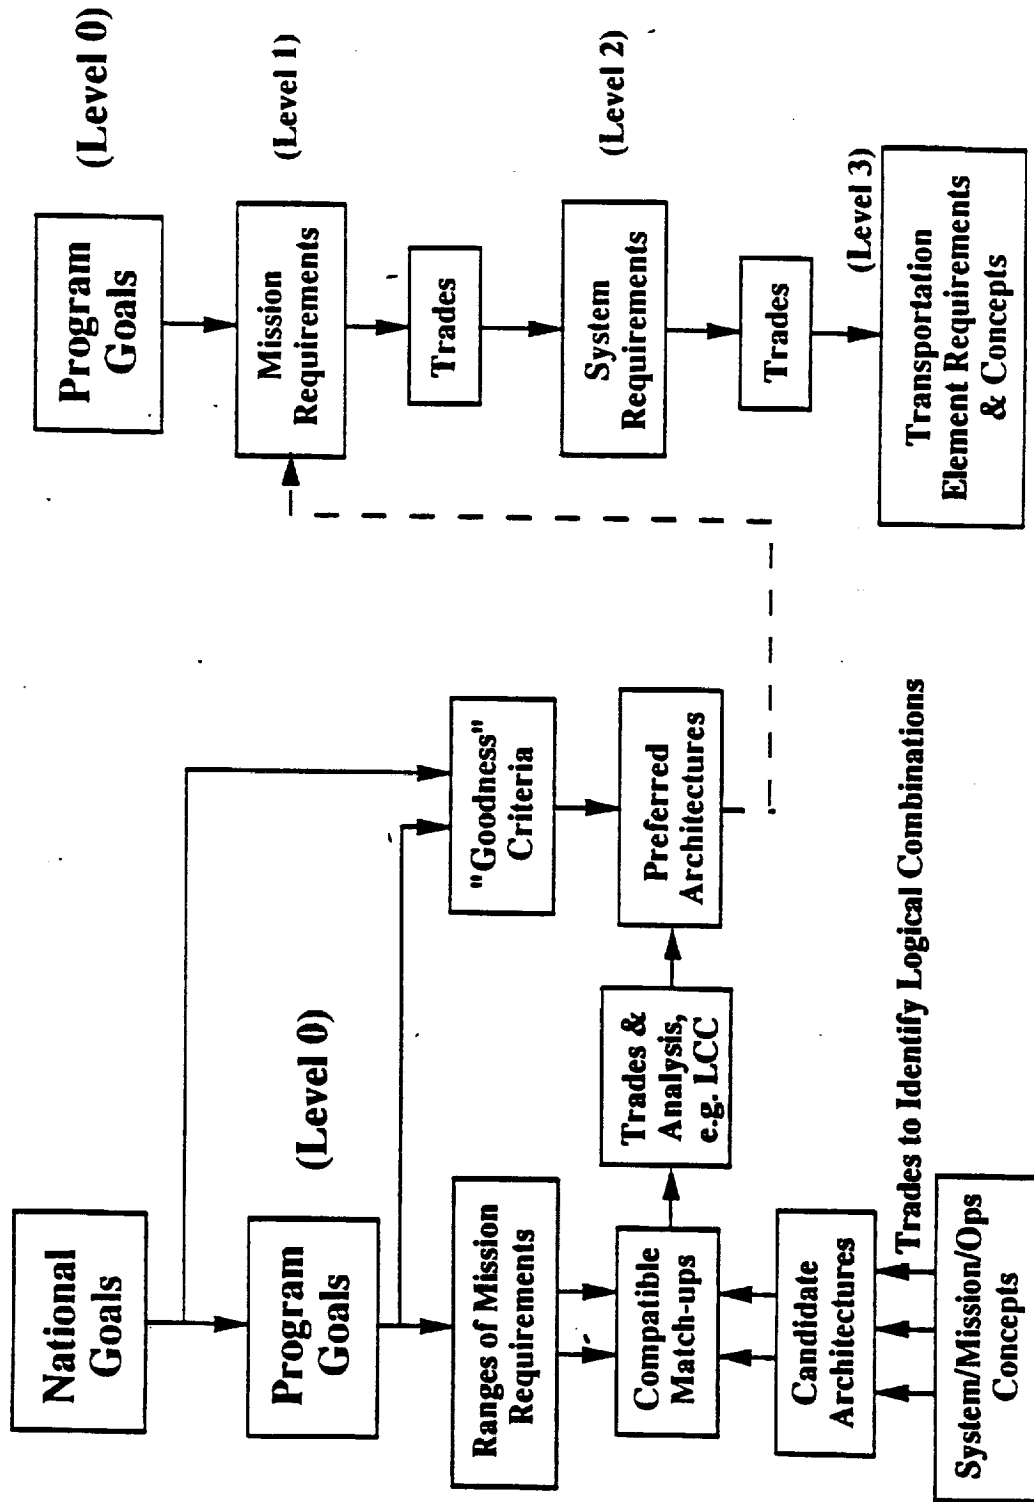 National
Goals
Program
Goals
(Level 0)
Ranges of Mission
Requirements
"Goodness"
Criteria
Compatible
Match-ups
Trades &
Analysis,
e.g. LCC
Preferred
Architectures
Candidate
Architectures
Trades to Identify Logical Combinations
System/Mission/Ops
Concepts
Program
Goals
(Level 0)
Mission
Requirements
(Level 1)
Trades
System
Requirements
(Level 2)
Trades
(Level 3)
Transportation
Element Requirements
& Concepts